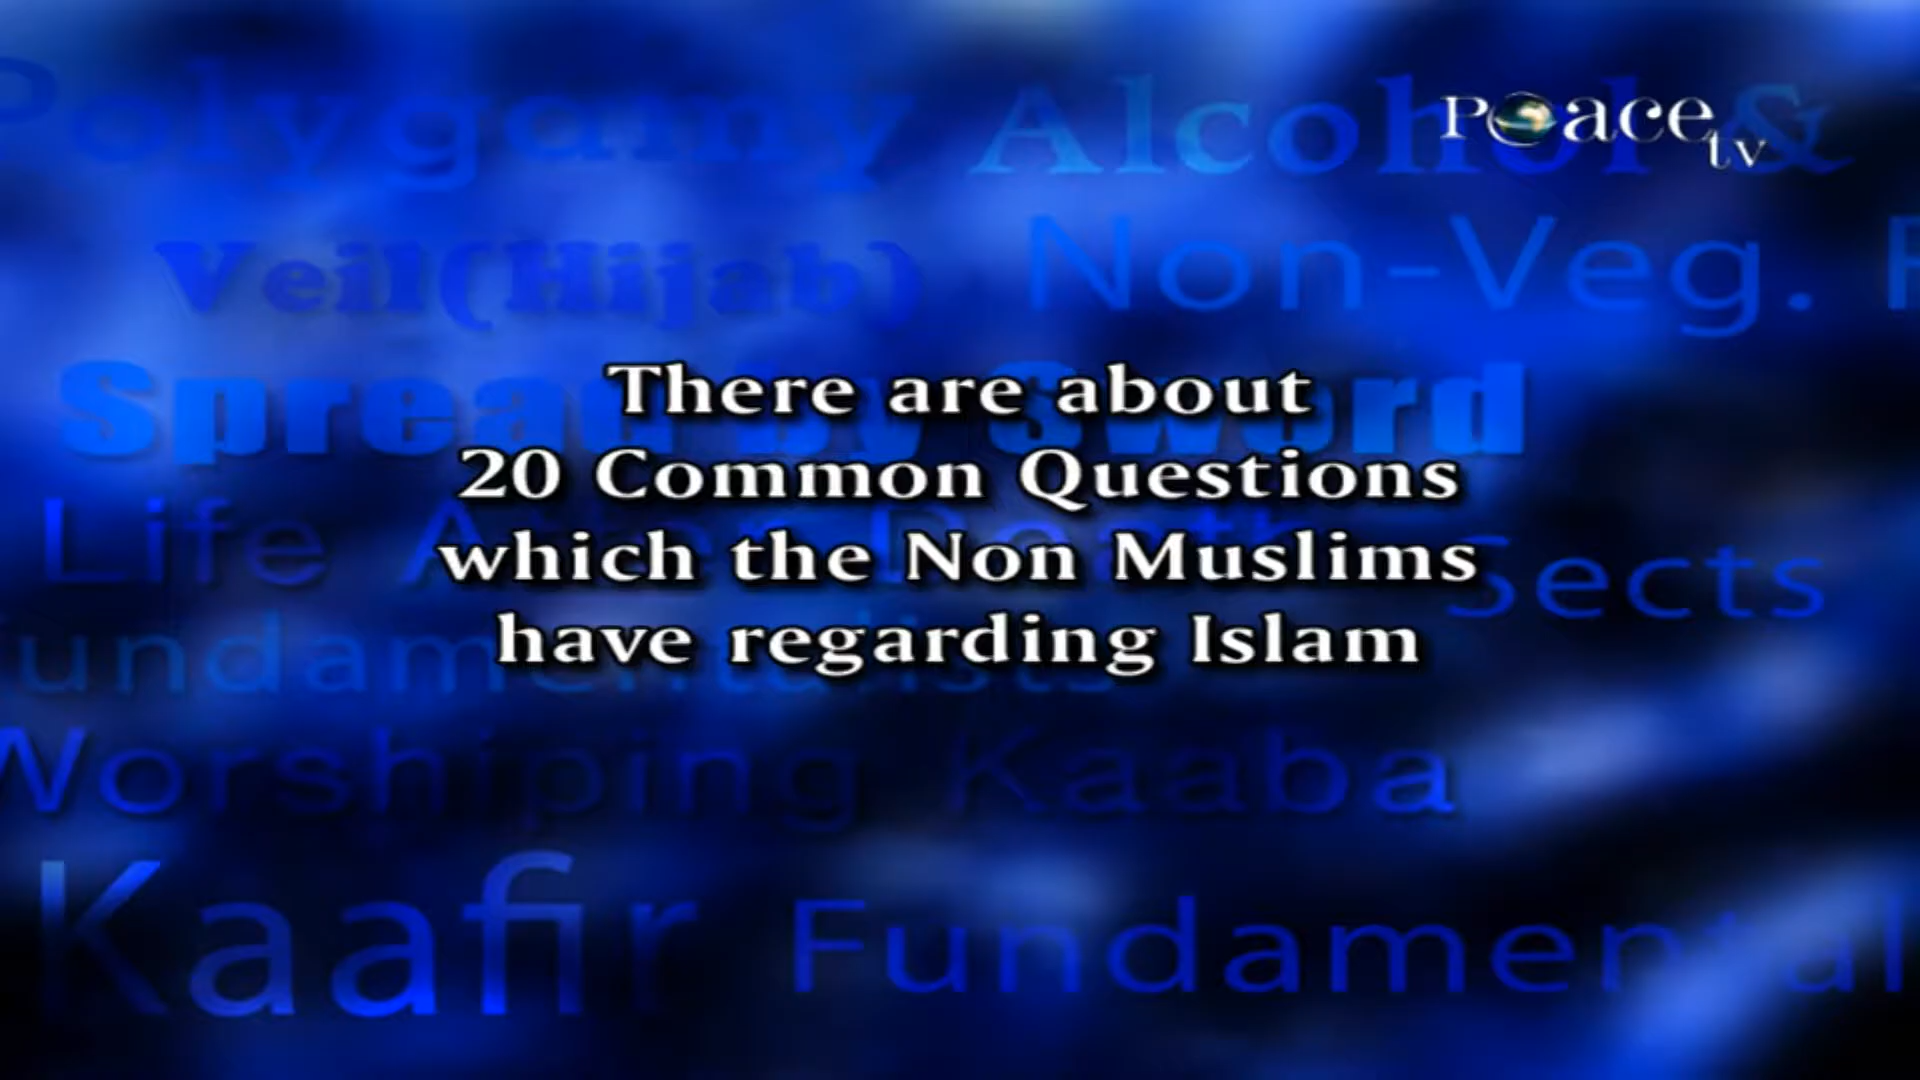 Polygamy Alcohol &
Peace tv
Veil(Hijab) Non-Veg. F
Spread by Sword
There are about
20 Common Questions
which the Non Muslims
have regarding Islam
Life After Death Sects
undamentalists
Worshiping Kaaba
Kaafir Fundamental